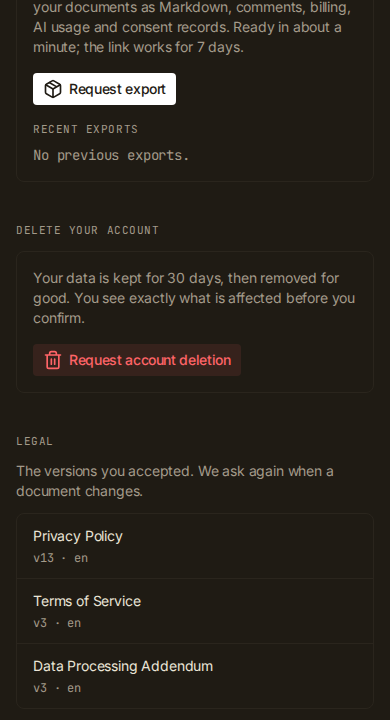 your documents as Markdown, comments, billing,
AI usage and consent records. Ready in about a
minute; the link works for 7 days.
Request export
RECENT EXPORTS
No previous exports.
DELETE YOUR ACCOUNT
Your data is kept for 30 days, then removed for
good. You see exactly what is affected before you
confirm.
Request account deletion
LEGAL
The versions you accepted. We ask again when a
document changes.
Privacy Policy
v13 · en
Terms of Service
v3 · en
Data Processing Addendum
v3 · en